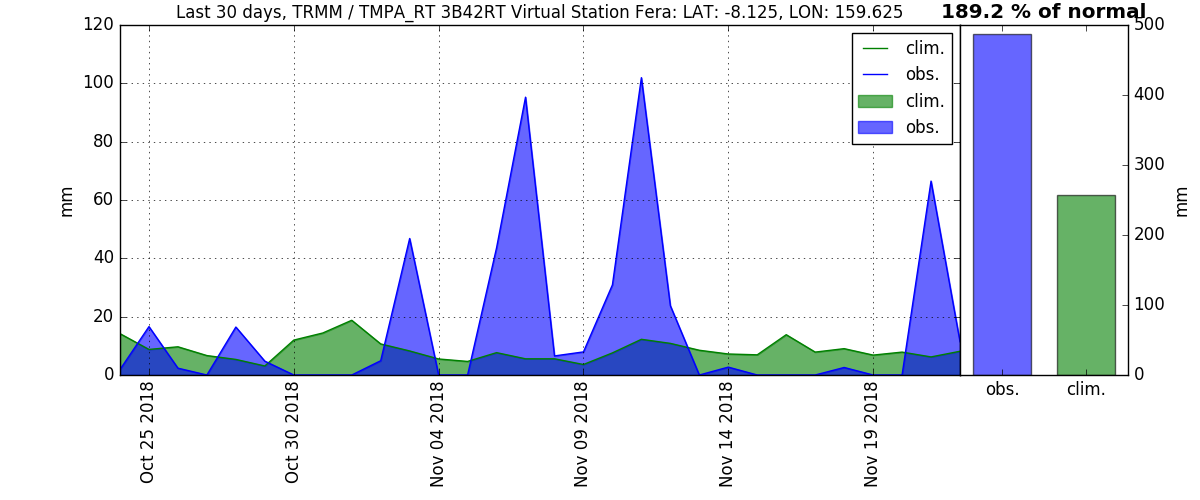 Last 30 days, TRMM / TMPA_RT 3B42RT Virtual Station Fera: LAT: -8.125, LON: 159.625
189.2 % of normal
120
100
80
60
40
20
0
mm
clim.
obs.
clim.
obs.
500
400
300
200
100
0
mm
obs.
clim.
Oct 25 2018
Oct 30 2018
Nov 04 2018
Nov 09 2018
Nov 14 2018
Nov 19 2018